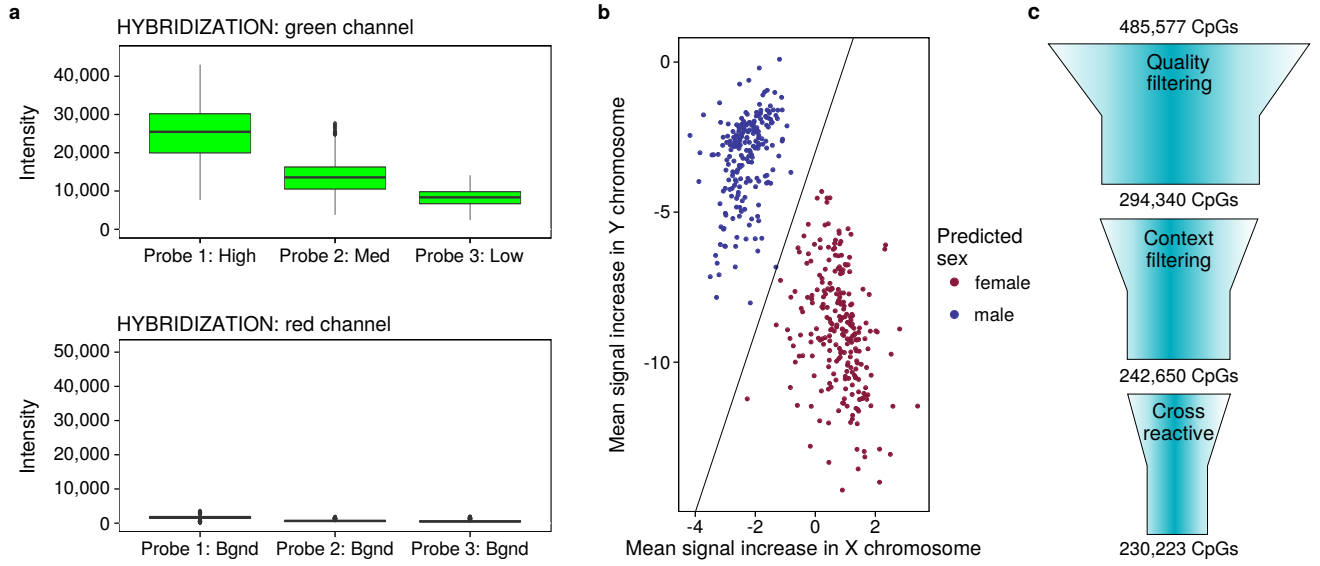 a
HYBRIDIZATION: green channel
Intensity
40,000
30,000
20,000
10,000
0
Probe 1: High
Probe 2: Med
Probe 3: Low
HYBRIDIZATION: red channel
Intensity
50,000
40,000
30,000
20,000
10,000
0
Probe 1: Bgnd
Probe 2: Bgnd
Probe 3: Bgnd
b
Mean signal increase in Y chromosome
0
-5
-10
-4
-2
0
2
Mean signal increase in X chromosome
Predicted
sex
female
male
c
485,577 CpGs
Quality
filtering
294,340 CpGs
Context
filtering
242,650 CpGs
Cross
reactive
230,223 CpGs